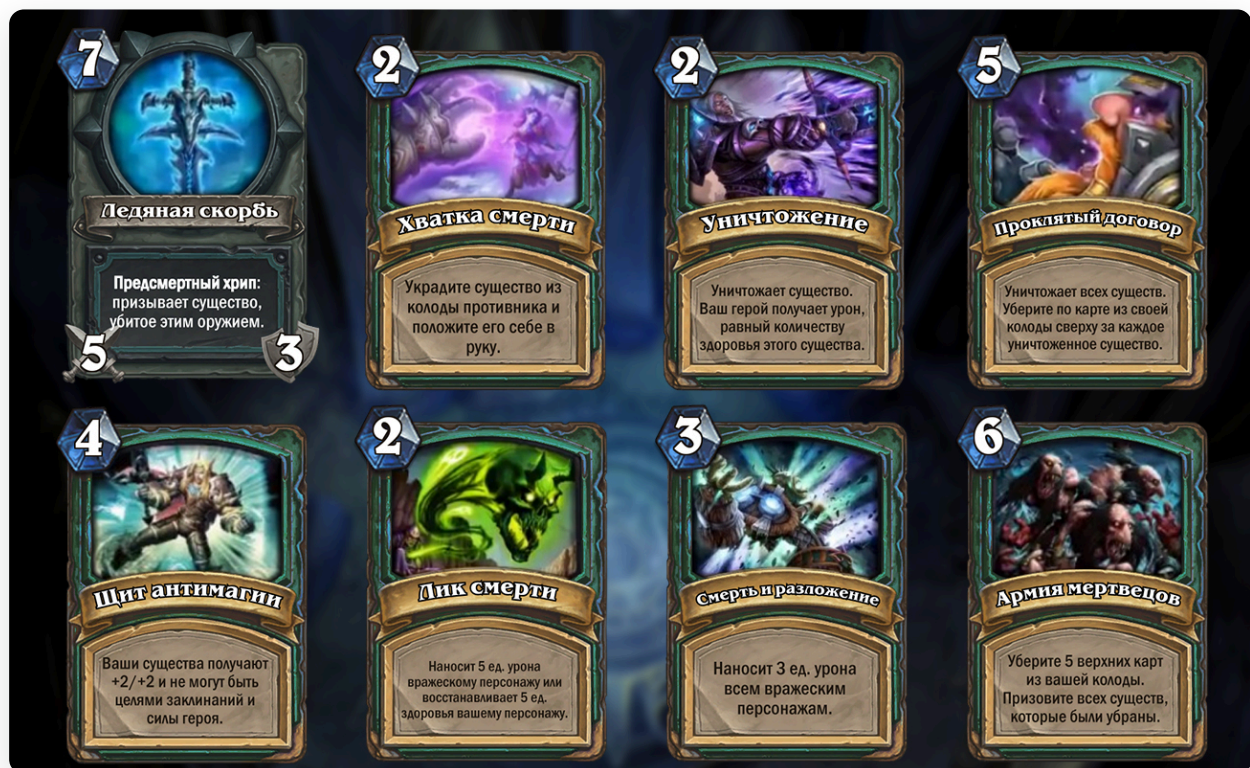 7
Ледяная скорбь
Предсмертный хрип:
призывает существо,
убитое этим оружием.
5
3
2
Хватка смерти
Украдите существо из
колоды противника и
положите его себе в
руку.
2
Уничтожение
Уничтожает существо.
Ваш герой получает урон,
равный количеству
здоровья этого существа.
5
Проклятый договор
Уничтожает всех существ.
Уберите по карте из своей
колоды сверху за каждое
уничтоженное существо.
4
Щит антимагии
Ваши существа получают
+2/+2 и не могут быть
целями заклинаний и
силы героя.
2
Лик смерти
Наносит 5 ед. урона
вражескому персонажу или
восстанавливает 5 ед.
здоровья вашему персонажу.
3
Смерть и разложение
Наносит 3 ед. урона
всем вражеским
персонажам.
6
Армия мертвецов
Уберите 5 верхних карт
из вашей колоды.
Призовите всех существ,
которые были убраны.